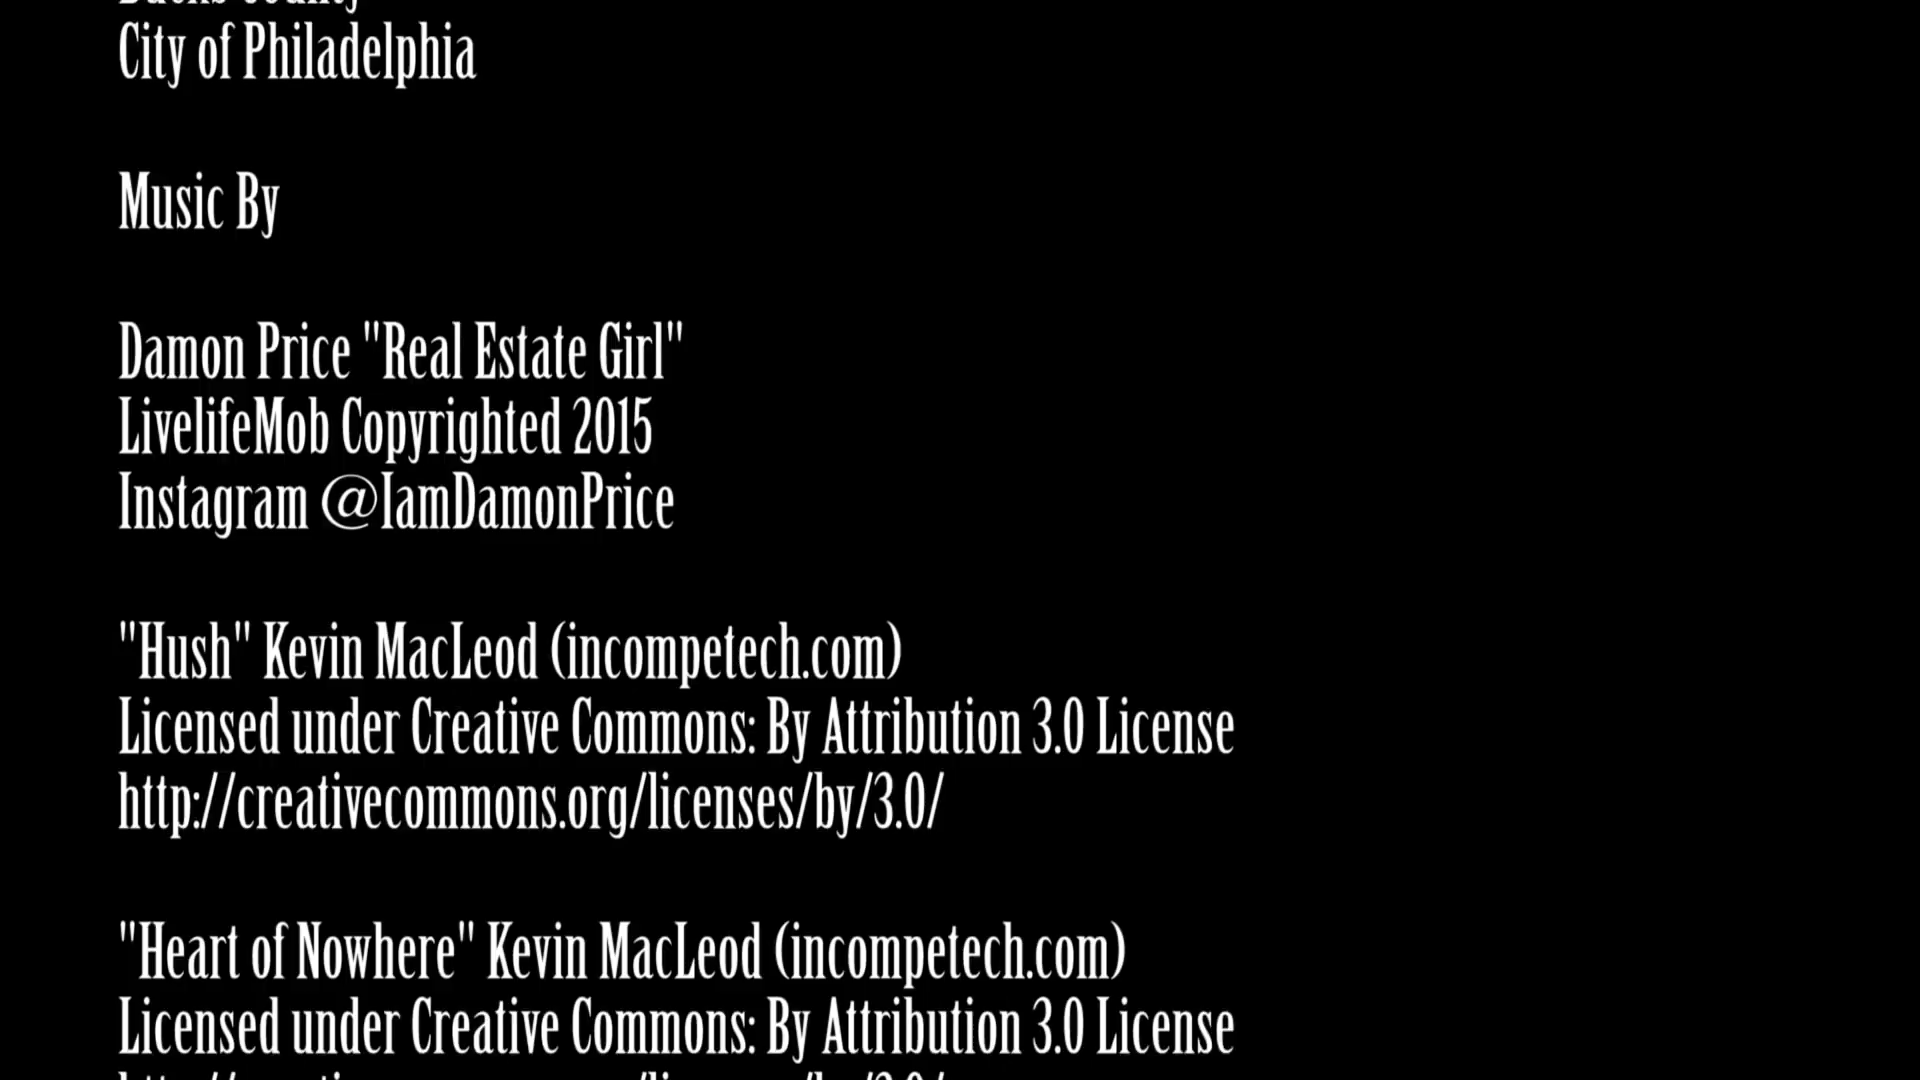 City of Philadelphia
Music By
Damon Price "Real Estate Girl"
LivelifeMob Copyrighted 2015
Instagram @IamDamonPrice
"Hush" Kevin MacLeod (incompetech.com)
Licensed under Creative Commons: By Attribution 3.0 License
http://creativecommons.org/licenses/by/3.0/
"Heart of Nowhere" Kevin MacLeod (incompetech.com)
Licensed under Creative Commons: By Attribution 3.0 License